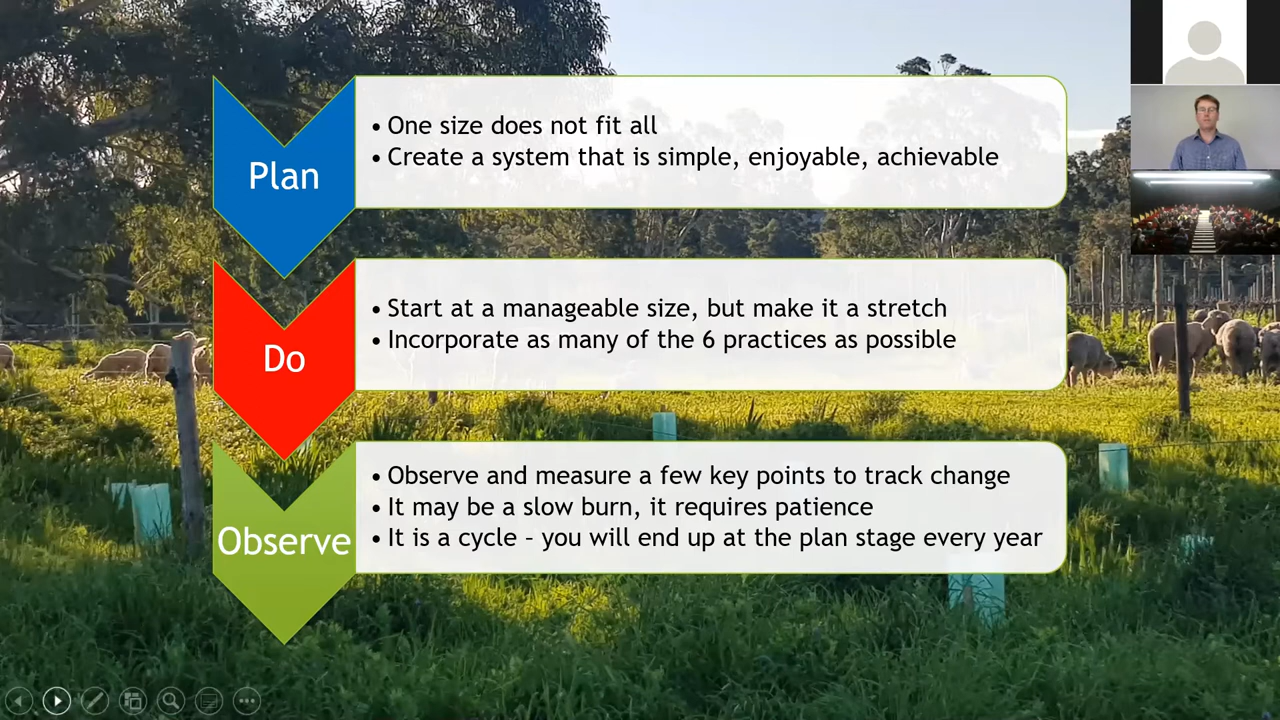 Plan
• One size does not fit all
• Create a system that is simple, enjoyable, achievable
Do
• Start at a manageable size, but make it a stretch
• Incorporate as many of the 6 practices as possible
Observe
• Observe and measure a few key points to track change
• It may be a slow burn, it requires patience
• It is a cycle – you will end up at the plan stage every year